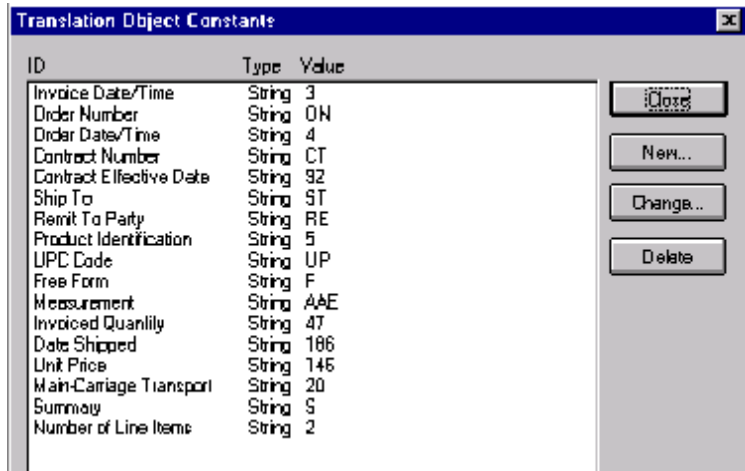 Translation Object Constants
ID Type Value
Invoice Date/Time String 3
Order Number String ON
Order Date/Time String 4
Contract Number String CT
Contract Effective Date String 92
Ship To String ST
Remit To Party String RE
Product Identification String 5
UPC Code String UP
Free Form String F
Measurement String AAE
Invoiced Quantity String 47
Date Shipped String 186
Unit Price String 146
Main-Carriage Transport String 20
Summary String S
Number of Line Items String 2
Close
New...
Change...
Delete